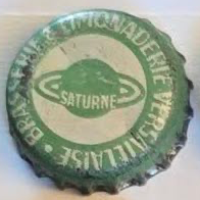 BRASSERIE & LIMONADERIE VERSAILLAISE •
SATURNE